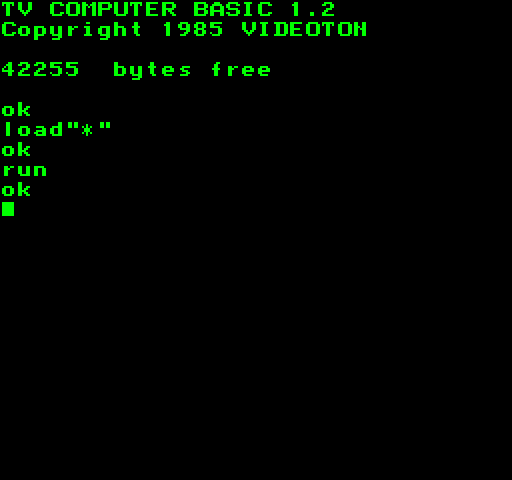 TV COMPUTER BASIC 1.2
Copyright 1985 VIDEOTON
42255  bytes free
ok
load"*"
ok
run
ok